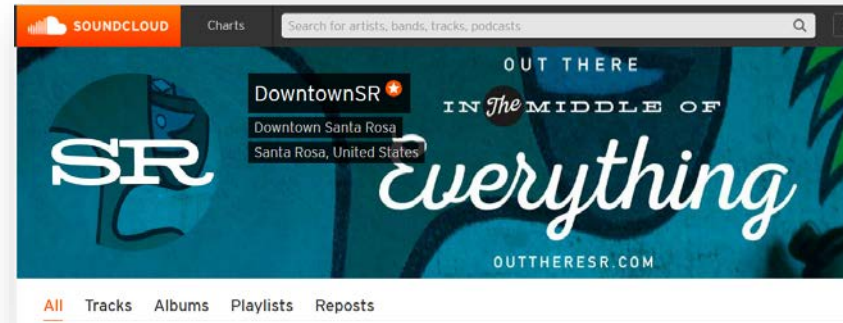 SOUNDCLOUD Charts Search for artists, bands, tracks, podcasts
SR
DowntownSR
Downtown Santa Rosa
Santa Rosa, United States
OUT THERE
IN The MIDDLE OF
Everything
OUTTHERESR.COM
All Tracks Albums Playlists Reposts